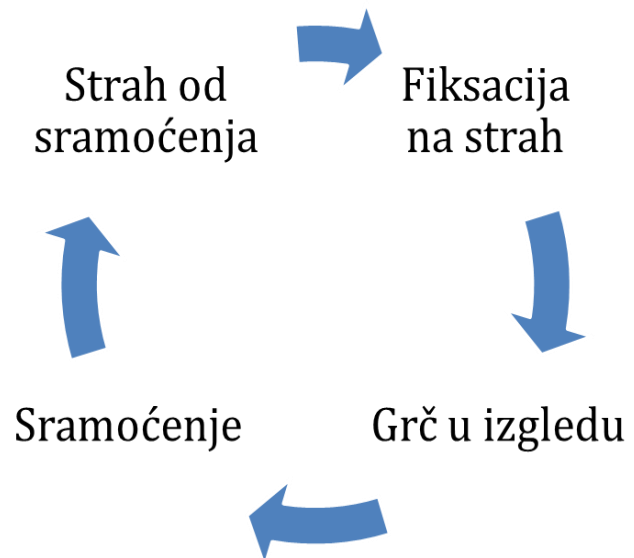 Strah od
sramoćenja
Fiksacija
na strah
Grč u izgledu
Sramoćenje